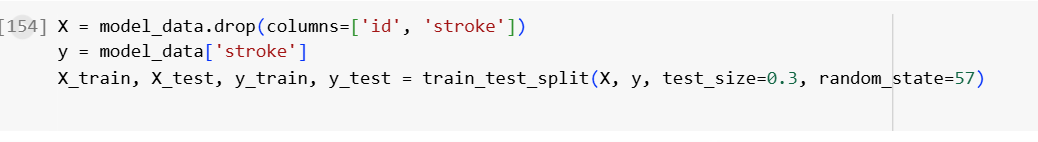 [154] X = model_data.drop(columns=['id', 'stroke'])
y = model_data['stroke']
X_train, X_test, y_train, y_test = train_test_split(X, y, test_size=0.3, random_state=57)